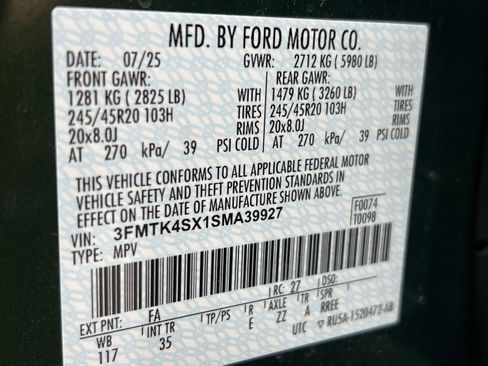 MFD. BY FORD MOTOR CO.
DATE: 07/25 GVWR: 2712 KG (5980 LB)
FRONT GAWR: REAR GAWR:
1281 KG (2825 LB) WITH 1479 KG (3260 LB) WITH
245/45R20 103H TIRES 245/45R20 103H TIRES
20x8.0J RIMS 20x8.0J RIMS
AT 270 kPa/ 39 PSI COLD AT 270 kPa/ 39 PSI COLD
THIS VEHICLE CONFORMS TO ALL APPLICABLE FEDERAL MOTOR
VEHICLE SAFETY AND THEFT PREVENTION STANDARDS IN
EFFECT ON THE DATE OF MANUFACTURE SHOWN ABOVE.
VIN: 3FMTK4SX1SMA39927 F0074
TYPE: MPV T0098
EXT PNT: FA RC: 27 DSO:
WB INT TR TP/PS R AXLE TR SPR
117 35 E ZZ A RREE
UTC ▽ RU5A-1520472-AB